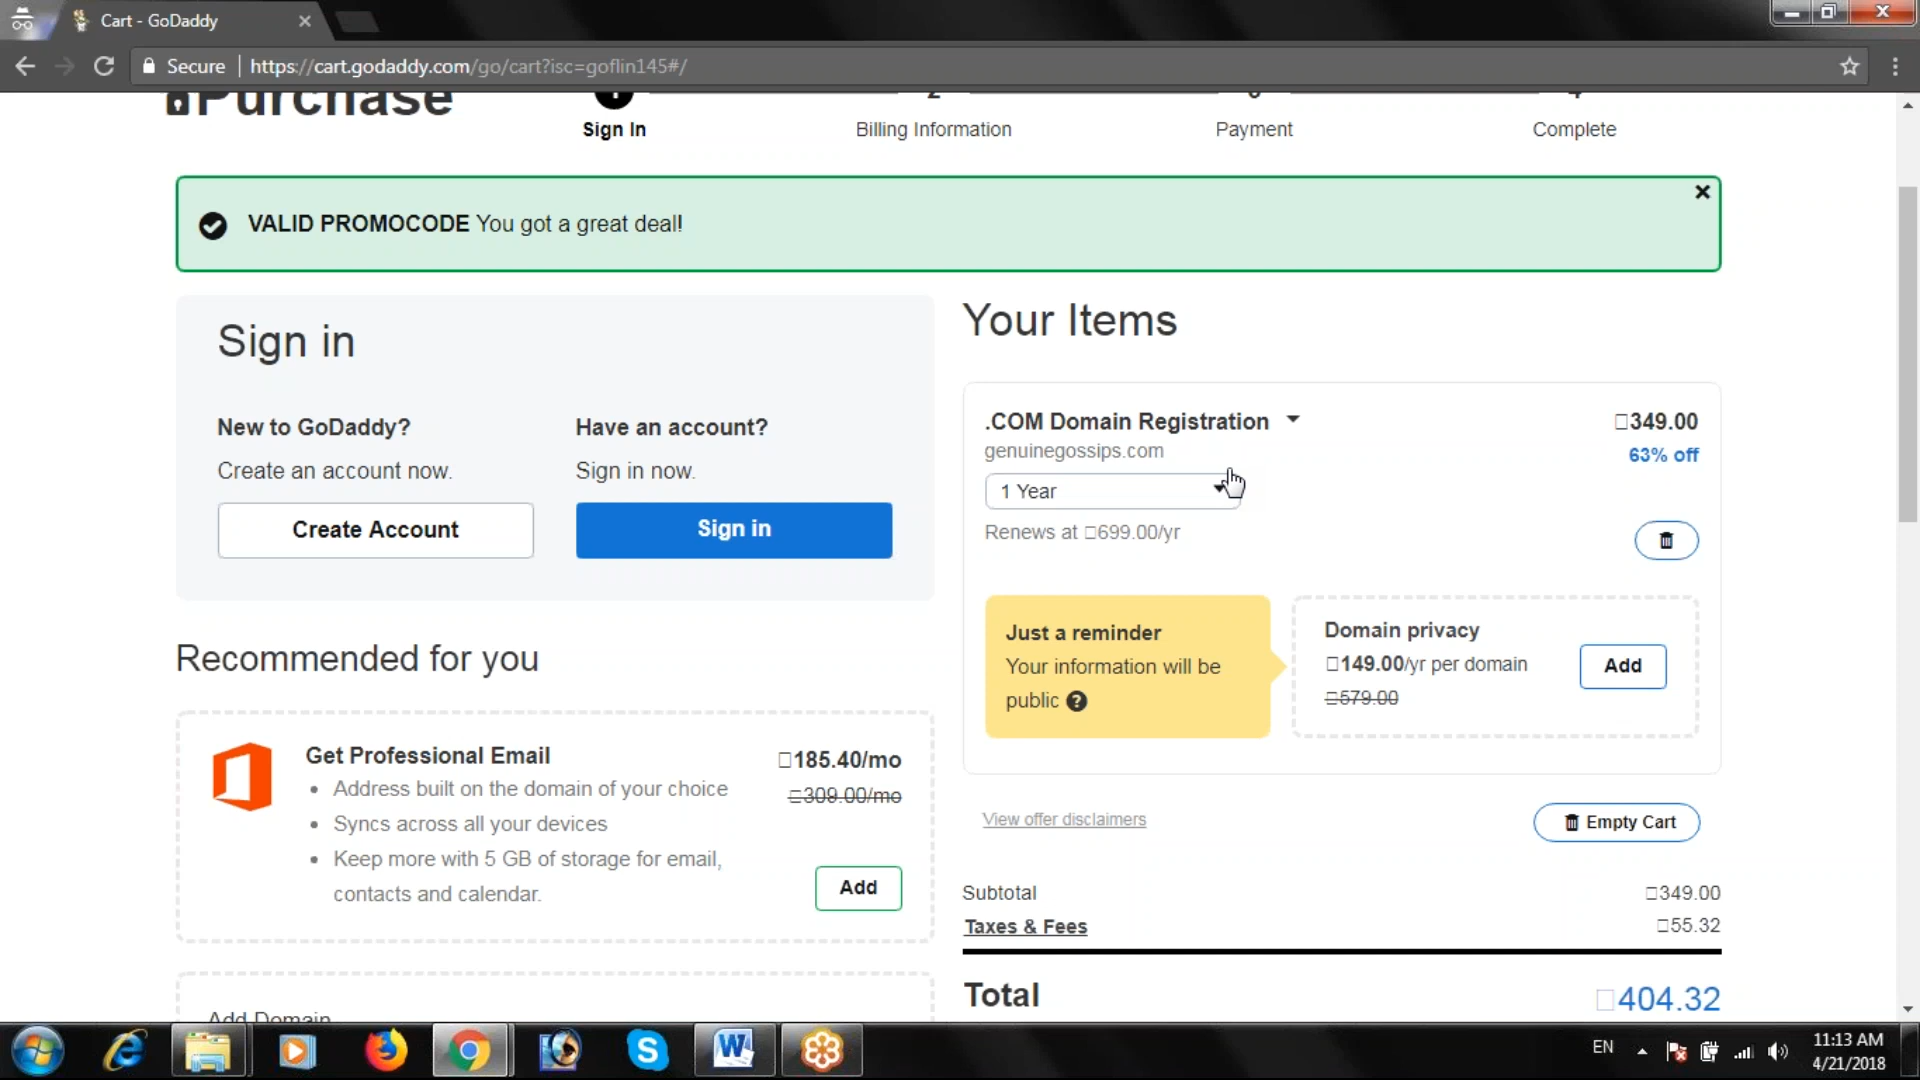 Cart - GoDaddy
Secure
https://cart.godaddy.com/go/cart?isc=goflin145#/
Purchase
Sign In
Billing Information
Payment
Complete
VALID PROMOCODE You got a great deal!
Sign in
New to GoDaddy?
Create an account now.
Create Account
Have an account?
Sign in now.
Sign in
Recommended for you
Get Professional Email
• Address built on the domain of your choice
• Syncs across all your devices
• Keep more with 5 GB of storage for email,
contacts and calendar.
□185.40/mo
□309.00/mo
Add
Add Domain
Your Items
.COM Domain Registration
□349.00
genuinegossips.com
63% off
1 Year
Renews at □699.00/yr
Just a reminder
Your information will be
public ?
Domain privacy
□149.00/yr per domain
□579.00
Add
View offer disclaimers
Empty Cart
Subtotal
□349.00
Taxes & Fees
□55.32
Total
□404.32
EN
11:13 AM
4/21/2018